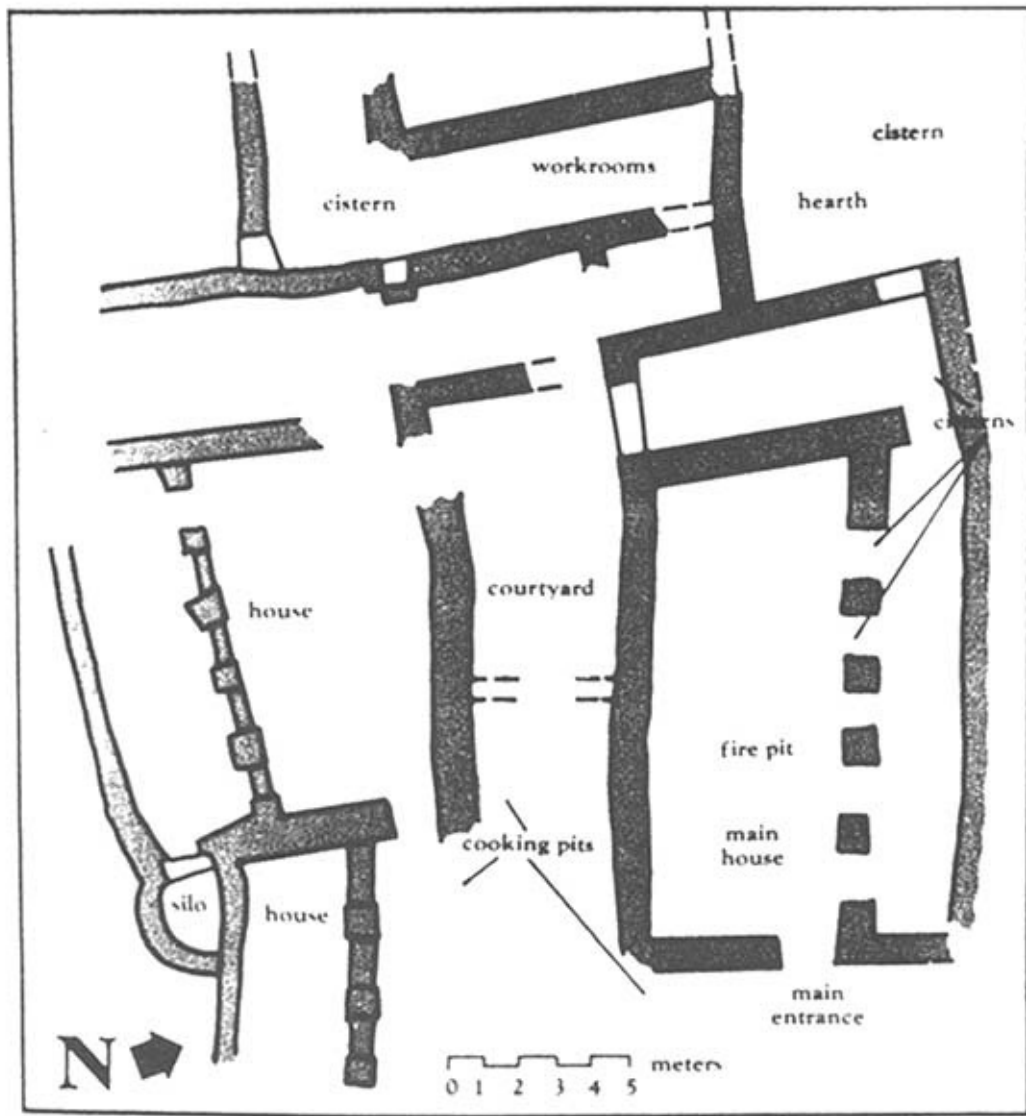 cistern
workrooms
cistern
hearth
cisterns
house
courtyard
fire pit
cooking pits
main
house
silo
house
main
entrance
N
meters
0 1 2 3 4 5